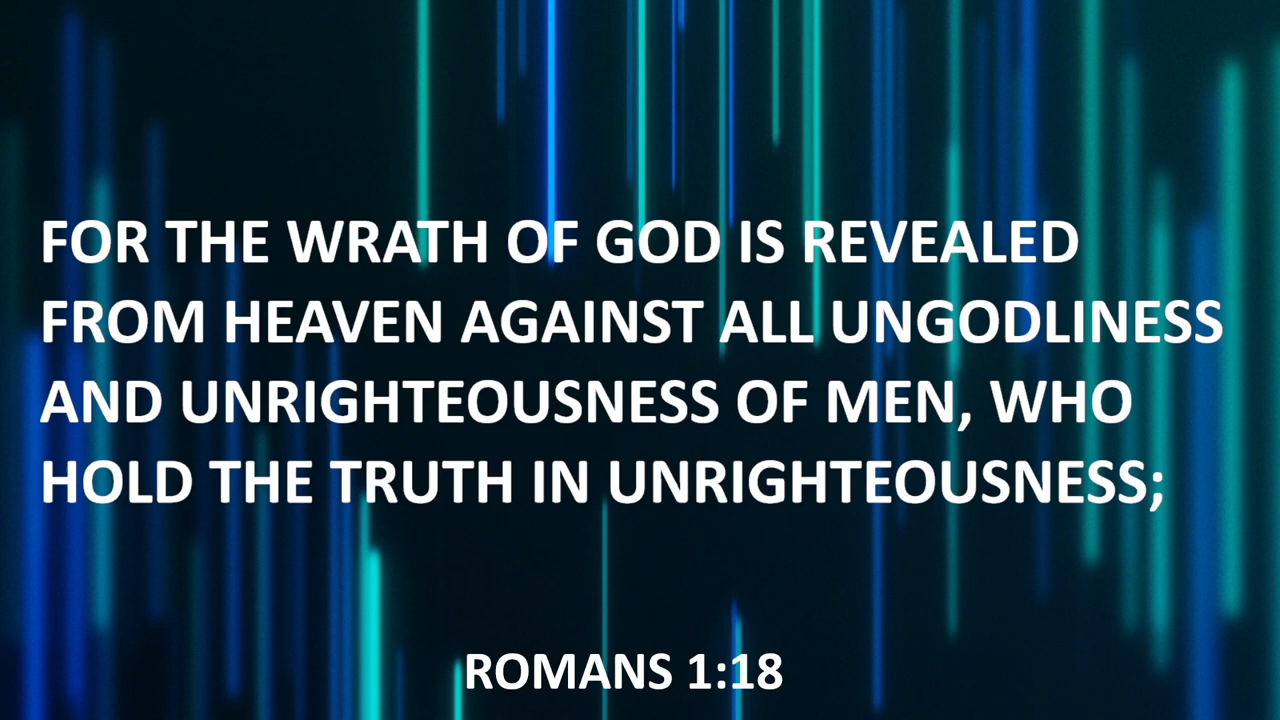 FOR THE WRATH OF GOD IS REVEALED
FROM HEAVEN AGAINST ALL UNGODLINESS
AND UNRIGHTEOUSNESS OF MEN, WHO
HOLD THE TRUTH IN UNRIGHTEOUSNESS;
ROMANS 1:18